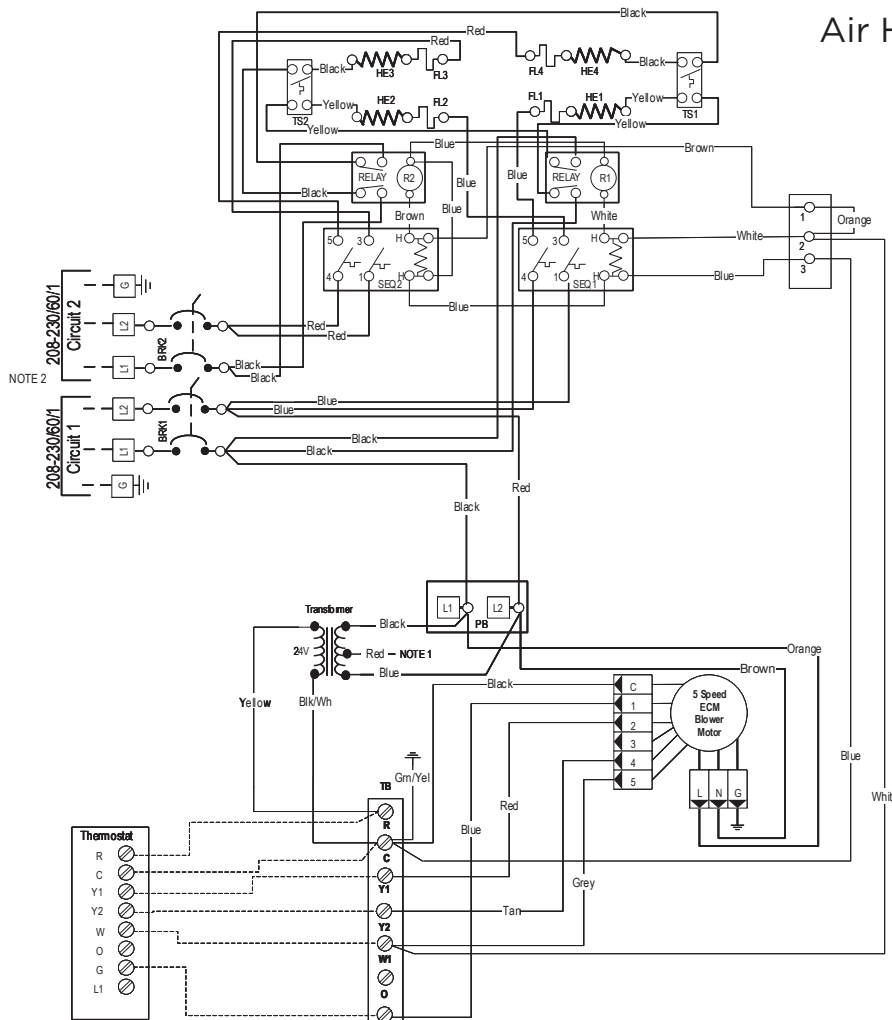 Air H
Black
Red
Red
Black
HE3
FL3
FL4
HE4
Black
Yellow
HE2
FL2
FL1
HE1
Yellow
TS2
Yellow
TS1
Yellow
Blue
Brown
RELAY
R2
Blue
Blue
RELAY
R1
Black
Blue
Brown
White
1
Orange
5
3
H
White
2
5
3
H
4
1
H
SEQ2
4
1
H
SEQ1
Blue
3
Blue
G
208-230/60/1
Circuit 2
L2
BRK2
Red
Red
NOTE 2
L1
Black
Black
208-230/60/1
Circuit 1
L2
BRK1
Blue
Blue
L1
Black
Black
G
Red
Black
Transformer
L1
L2
PB
Black
24V
Red
NOTE 1
Blue
Orange
Brown
Black
Yellow
Blk/Wh
C
1
2
3
4
5
5 Speed
ECM
Blower
Motor
Blue
Grn/Yel
L
N
G
White
TB
Red
Blue
R
Thermostat
R
C
C
Y1
Y1
Grey
Y2
Tan
Y2
W
W1
O
G
O
L1